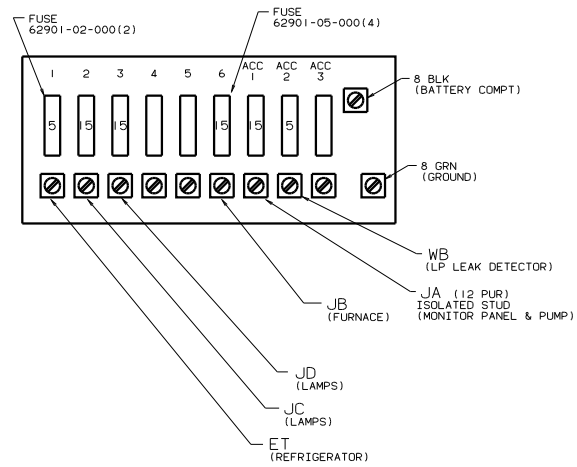 FUSE
62901-02-000(2)
FUSE
62901-05-000(4)
1 2 3 4 5 6 ACC 1 ACC 2 ACC 3
8 BLK
(BATTERY COMPT)
5 15 15 15 15 5
8 GRN
(GROUND)
WB
(LP LEAK DETECTOR)
JA (12 PUR)
ISOLATED STUD
(MONITOR PANEL & PUMP)
JB
(FURNACE)
JD
(LAMPS)
JC
(LAMPS)
ET
(REFRIGERATOR)